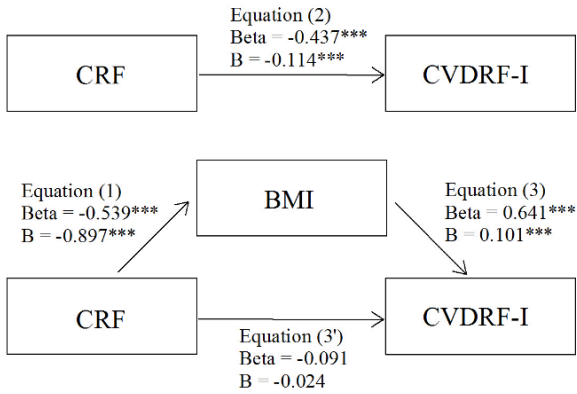 Equation (2)
Beta = -0.437***
B = -0.114***
CRF
CVDRF-I
Equation (1)
Beta = -0.539***
B = -0.897***
BMI
Equation (3)
Beta = 0.641***
B = 0.101***
CRF
CVDRF-I
Equation (3')
Beta = -0.091
B = -0.024